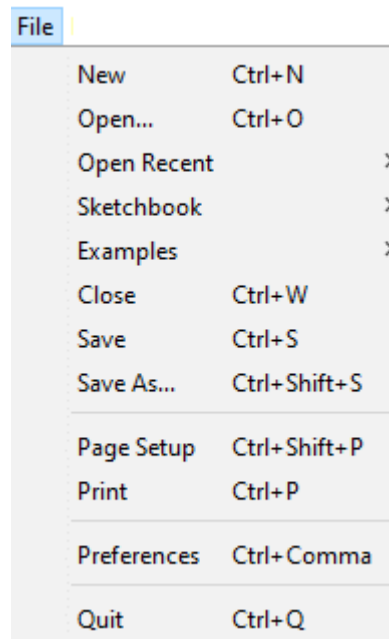 File
New Ctrl+N
Open... Ctrl+O
Open Recent
Sketchbook
Examples
Close Ctrl+W
Save Ctrl+S
Save As... Ctrl+Shift+S
Page Setup Ctrl+Shift+P
Print Ctrl+P
Preferences Ctrl+Comma
Quit Ctrl+Q